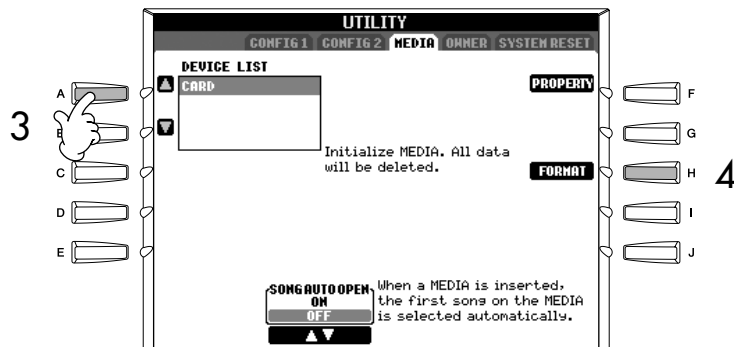 UTILITY
CONFIG 1 CONFIG 2 MEDIA OWNER SYSTEM RESET
DEVICE LIST
CARD
PROPERTY
A
F
3
B
G
Initialize MEDIA. All data
will be deleted.
FORMAT
C
H
4
D
I
E
J
SONG AUTO OPEN
ON
OFF
When a MEDIA is inserted,
the first song on the MEDIA
is selected automatically.